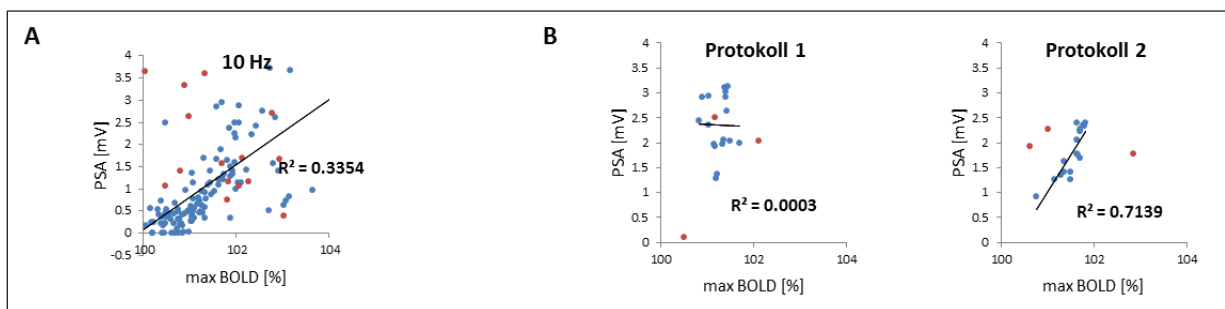 A
10 Hz
4
3.5
3
2.5
2
1.5
1
0.5
0
-0.5
100
102
104
PSA [mV]
max BOLD [%]
R² = 0.3354
B
Protokoll 1
4
3.5
3
2.5
2
1.5
1
0.5
0
100
102
104
PSA [mV]
max BOLD [%]
R² = 0.0003
Protokoll 2
4
3.5
3
2.5
2
1.5
1
0.5
0
100
102
104
PSA [mV]
max BOLD [%]
R² = 0.7139